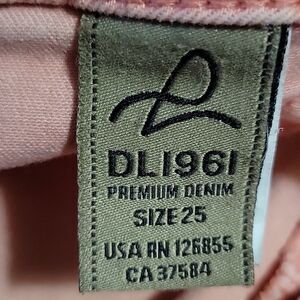 DL1961
PREMIUM DENIM
SIZE 25
USA RN 126855
CA 37584